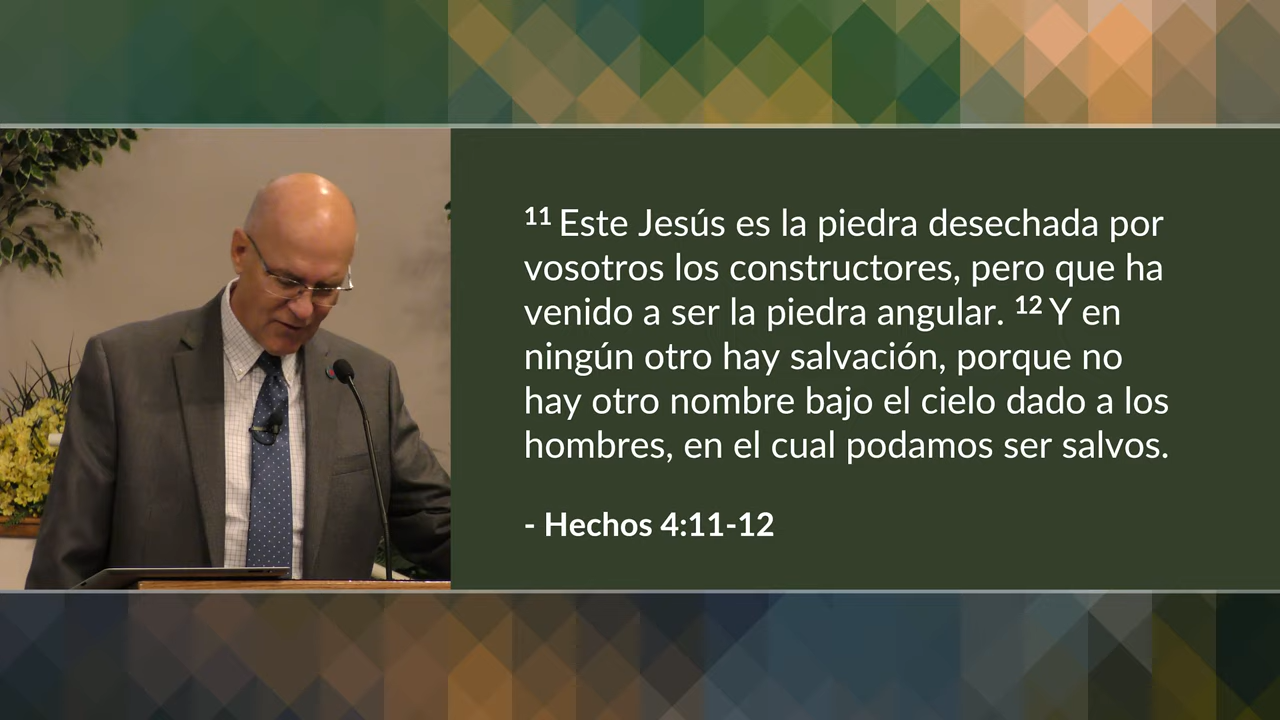 11 Este Jesús es la piedra desechada por
vosotros los constructores, pero que ha
venido a ser la piedra angular. 12 Y en
ningún otro hay salvación, porque no
hay otro nombre bajo el cielo dado a los
hombres, en el cual podamos ser salvos.
- Hechos 4:11-12